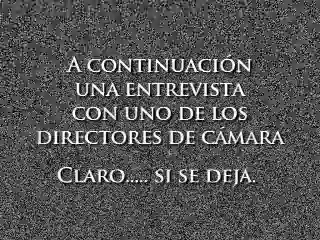 A continuación
una entrevista
con uno de los
directores de cámara
Claro..... si se deja.